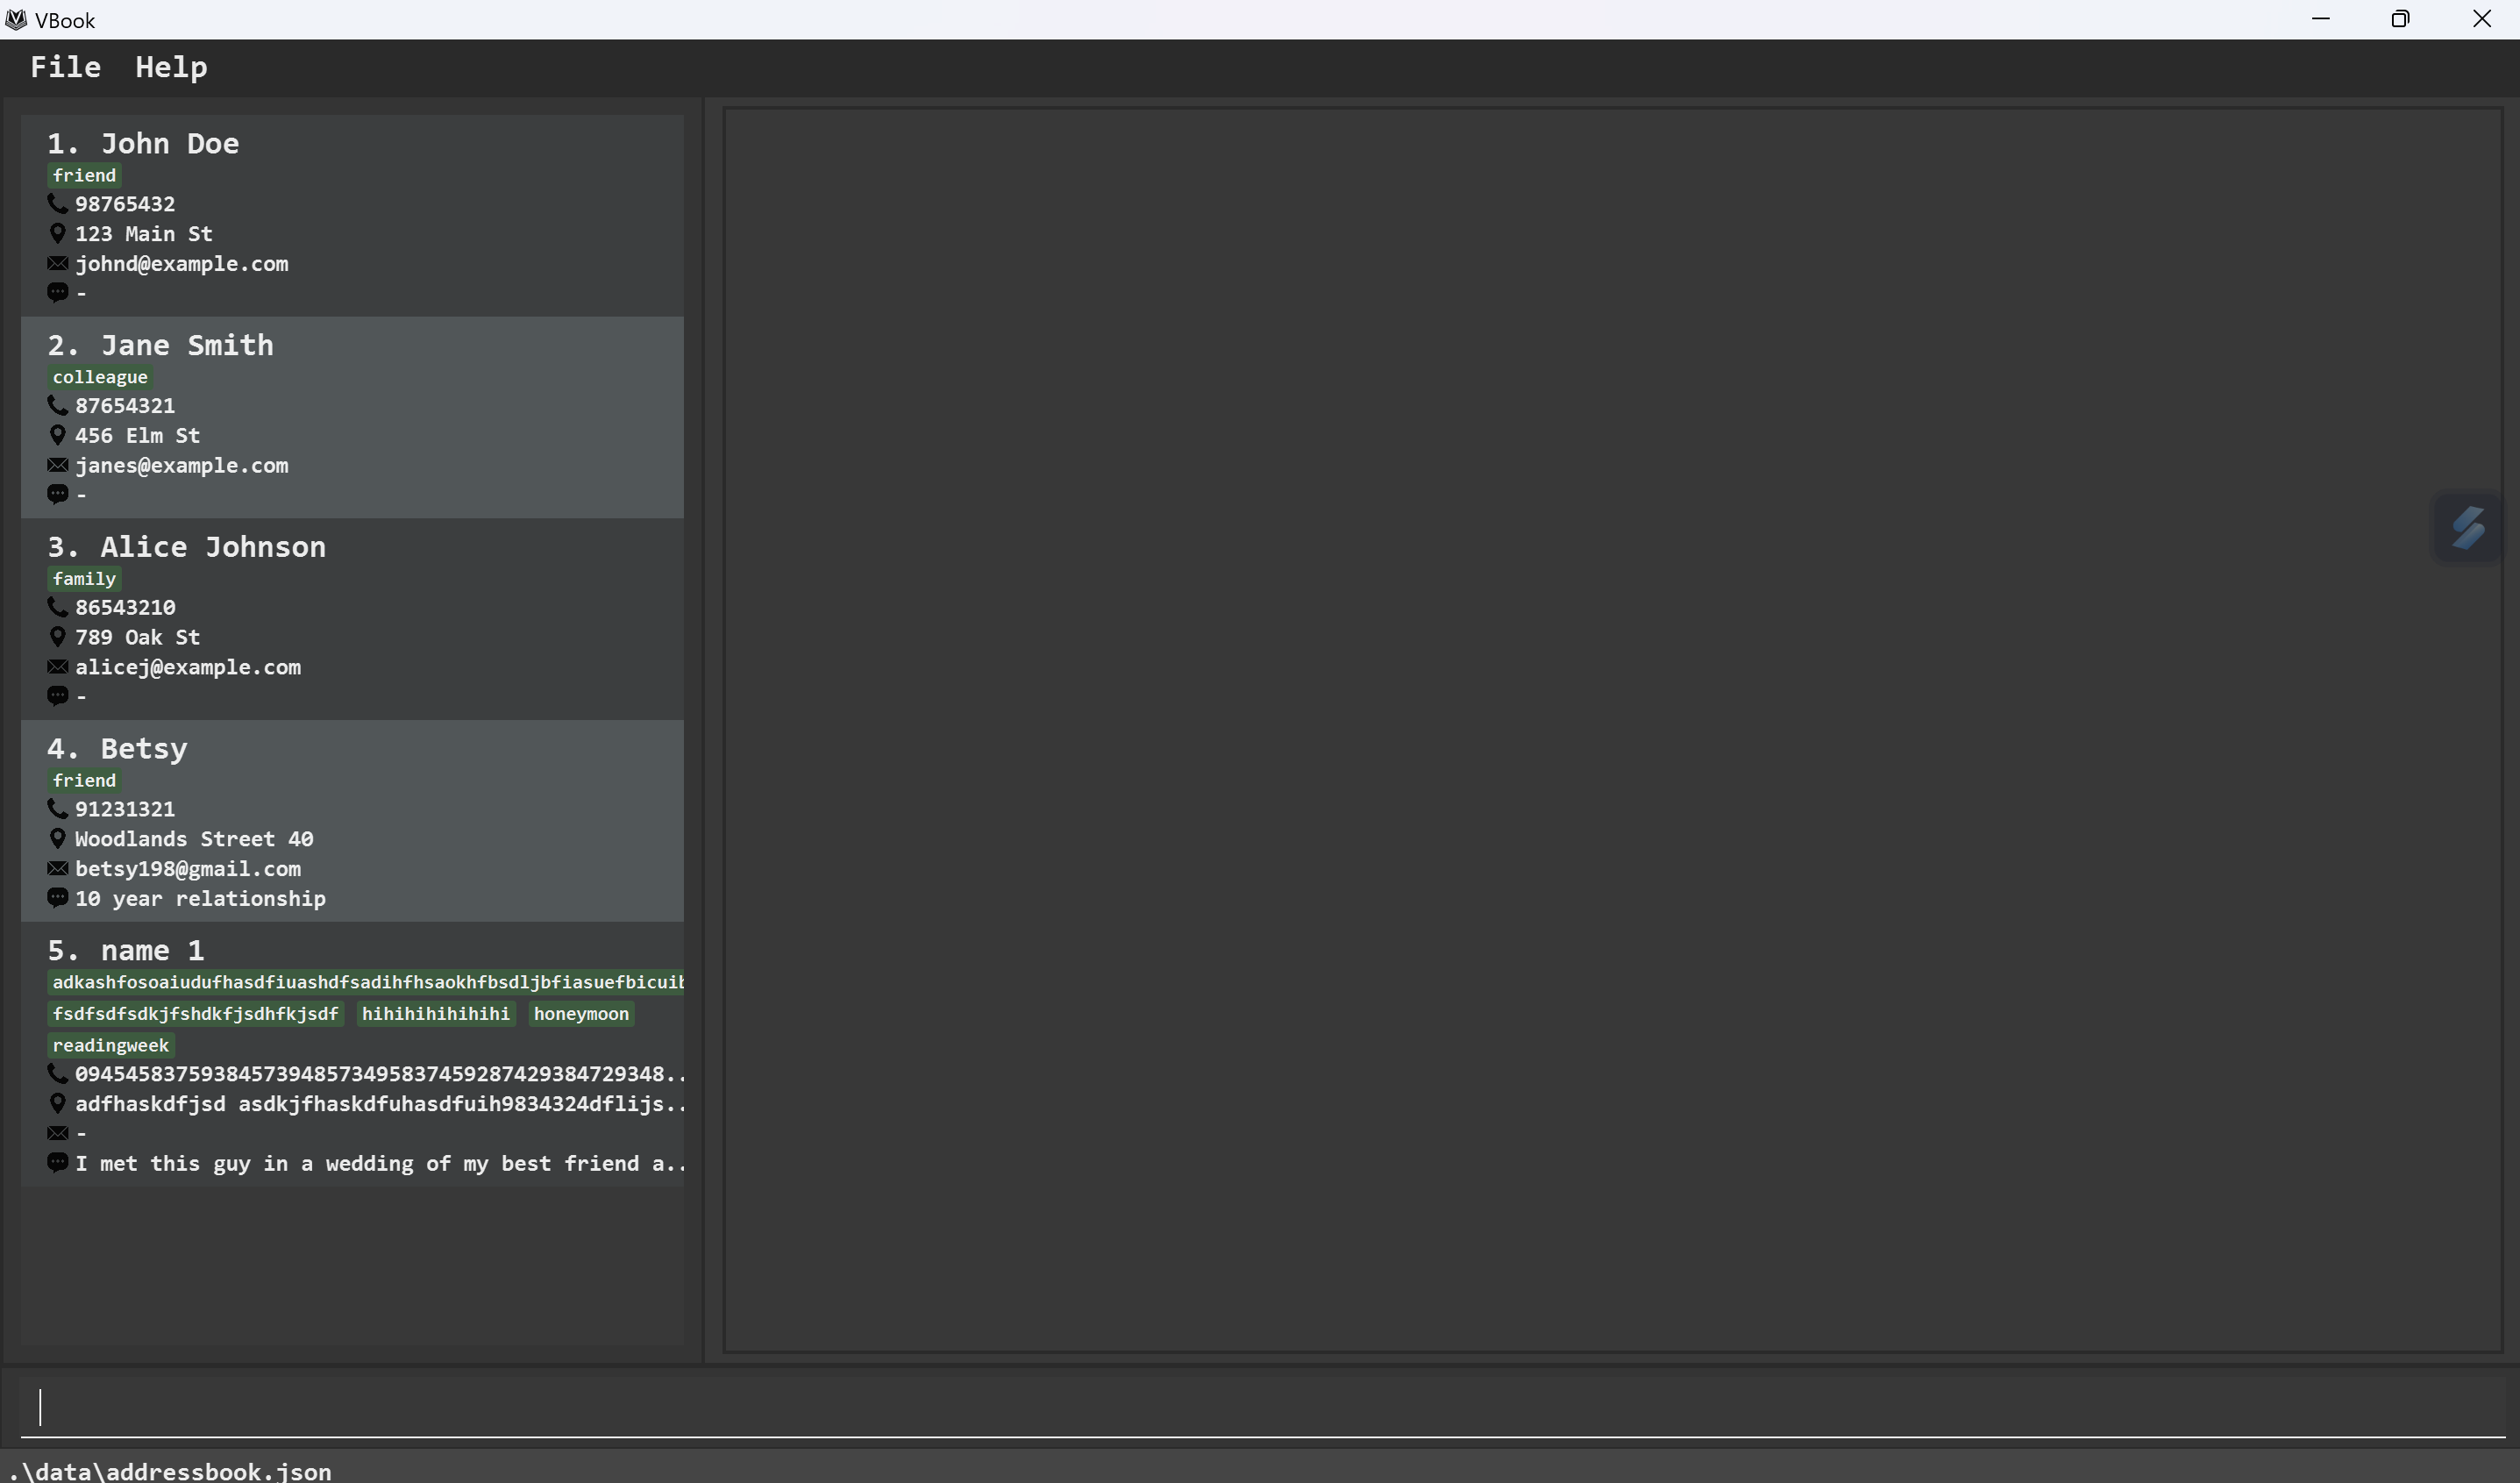 VBook
File Help
1. John Doe
friend
98765432
123 Main St
johnd@example.com
-
2. Jane Smith
colleague
87654321
456 Elm St
janes@example.com
-
3. Alice Johnson
family
86543210
789 Oak St
alicej@example.com
-
4. Betsy
friend
91231321
Woodlands Street 40
betsy198@gmail.com
10 year relationship
5. name 1
adkashfosoaiudufhasdfiuashdfsadihfhsaokhfbsdljbfiasuefbicuib
fsdfsdfsdkjfshdkfjsdhfkjsdf hihihihihihihi honeymoon
readingweek
09454583759384573948573495837459287429384729348..
adfhaskdfjsd asdkjfhaskdfuhasdfuih9834324dflijs..
-
I met this guy in a wedding of my best friend a..
.\data\addressbook.json